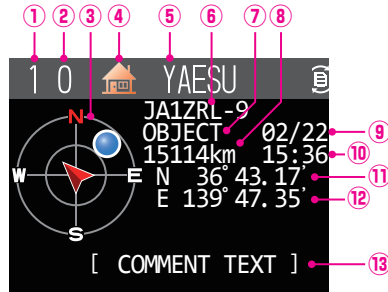 ① ② ③ ④ ⑤ ⑥ ⑦ ⑧
1 0 YAESU
N JA1ZRL-9
OBJECT 02/22 ⑨
15114km 15:36 ⑩
W E N 36° 43. 17' ⑪
E 139° 47. 35' ⑫
S
[ COMMENT TEXT ] ⑬